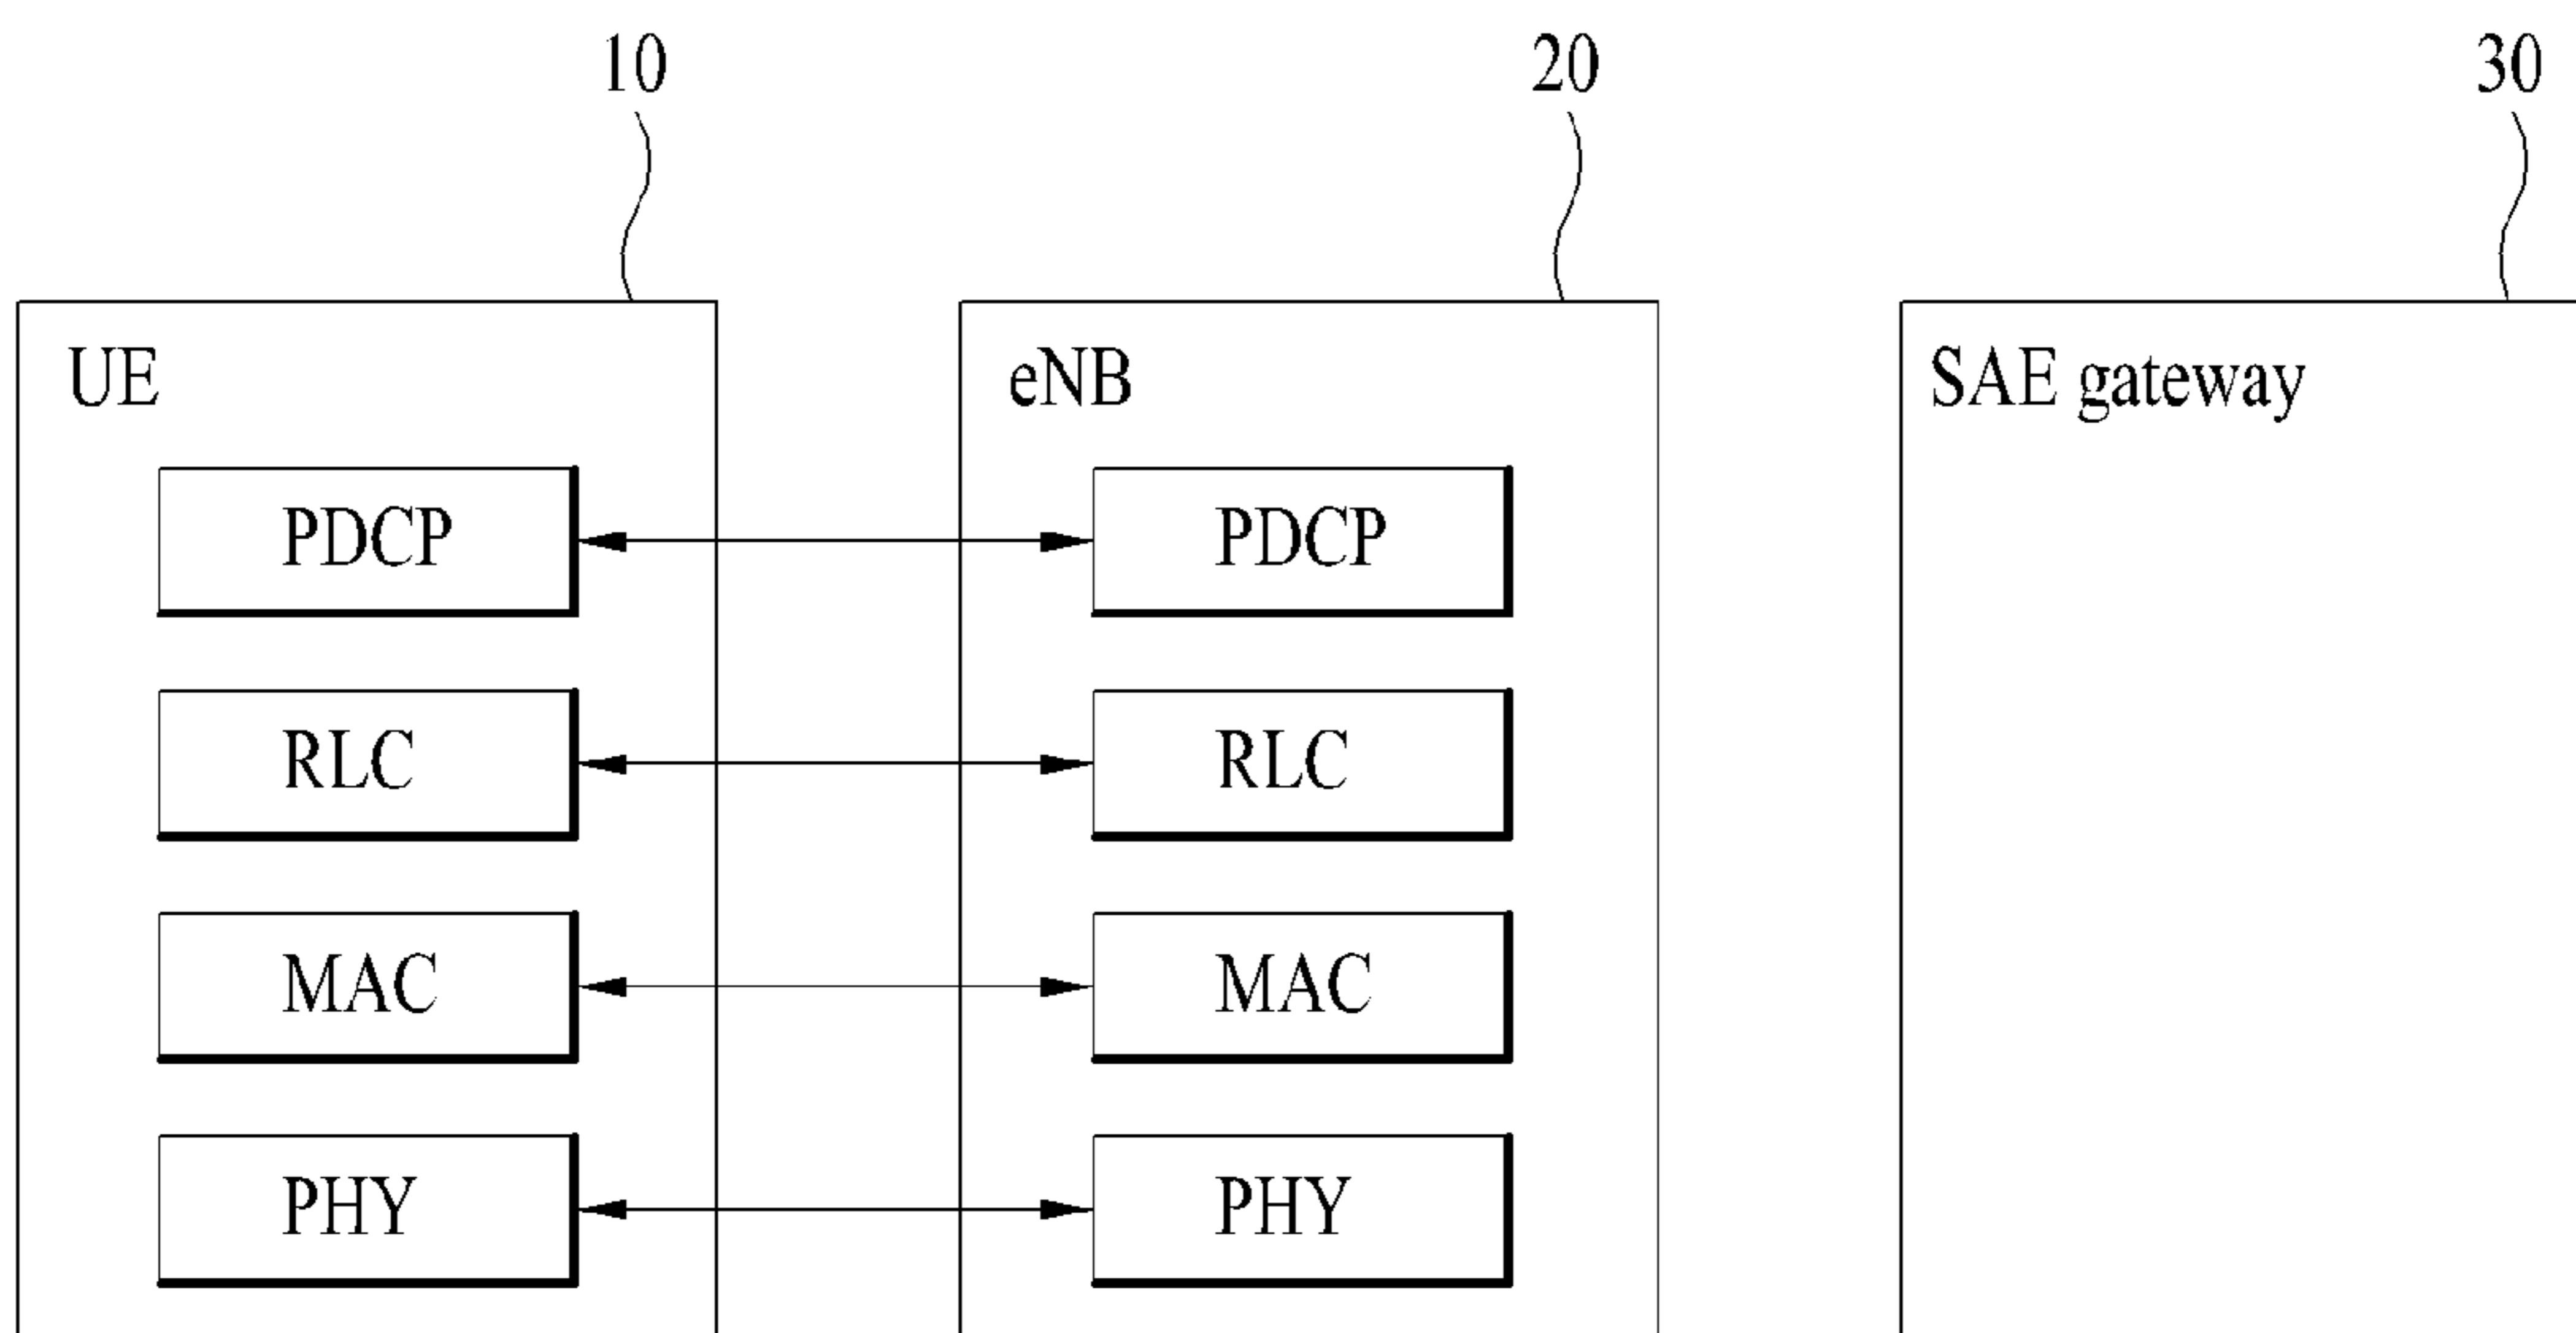 10 20 30
UE eNB SAE gateway
PDCP PDCP
RLC RLC
MAC MAC
PHY PHY